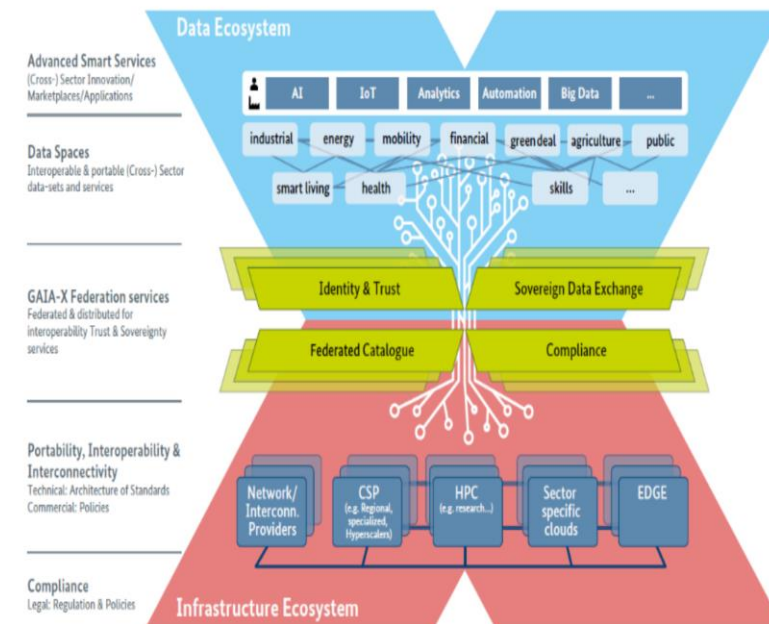 Data Ecosystem
Advanced Smart Services
(Cross-) Sector Innovation/
Marketplaces/Applications
AI
IoT
Analytics
Automation
Big Data
...
Data Spaces
Interoperable & portable (Cross-) Sector
data-sets and services
industrial
energy
mobility
financial
green deal
agriculture
public
smart living
health
skills
...
GAIA-X Federation services
Federated & distributed for
interoperability Trust & Sovereignty
services
Identity & Trust
Sovereign Data Exchange
Federated Catalogue
Compliance
Portability, Interoperability &
Interconnectivity
Technical: Architecture of Standards
Commercial: Policies
Network/
Interconn.
Providers
CSP
(e.g. Regional,
specialized,
Hyperscalers)
HPC
(e.g. research...)
Sector
specific
clouds
EDGE
Compliance
Legal: Regulation & Policies
Infrastructure Ecosystem